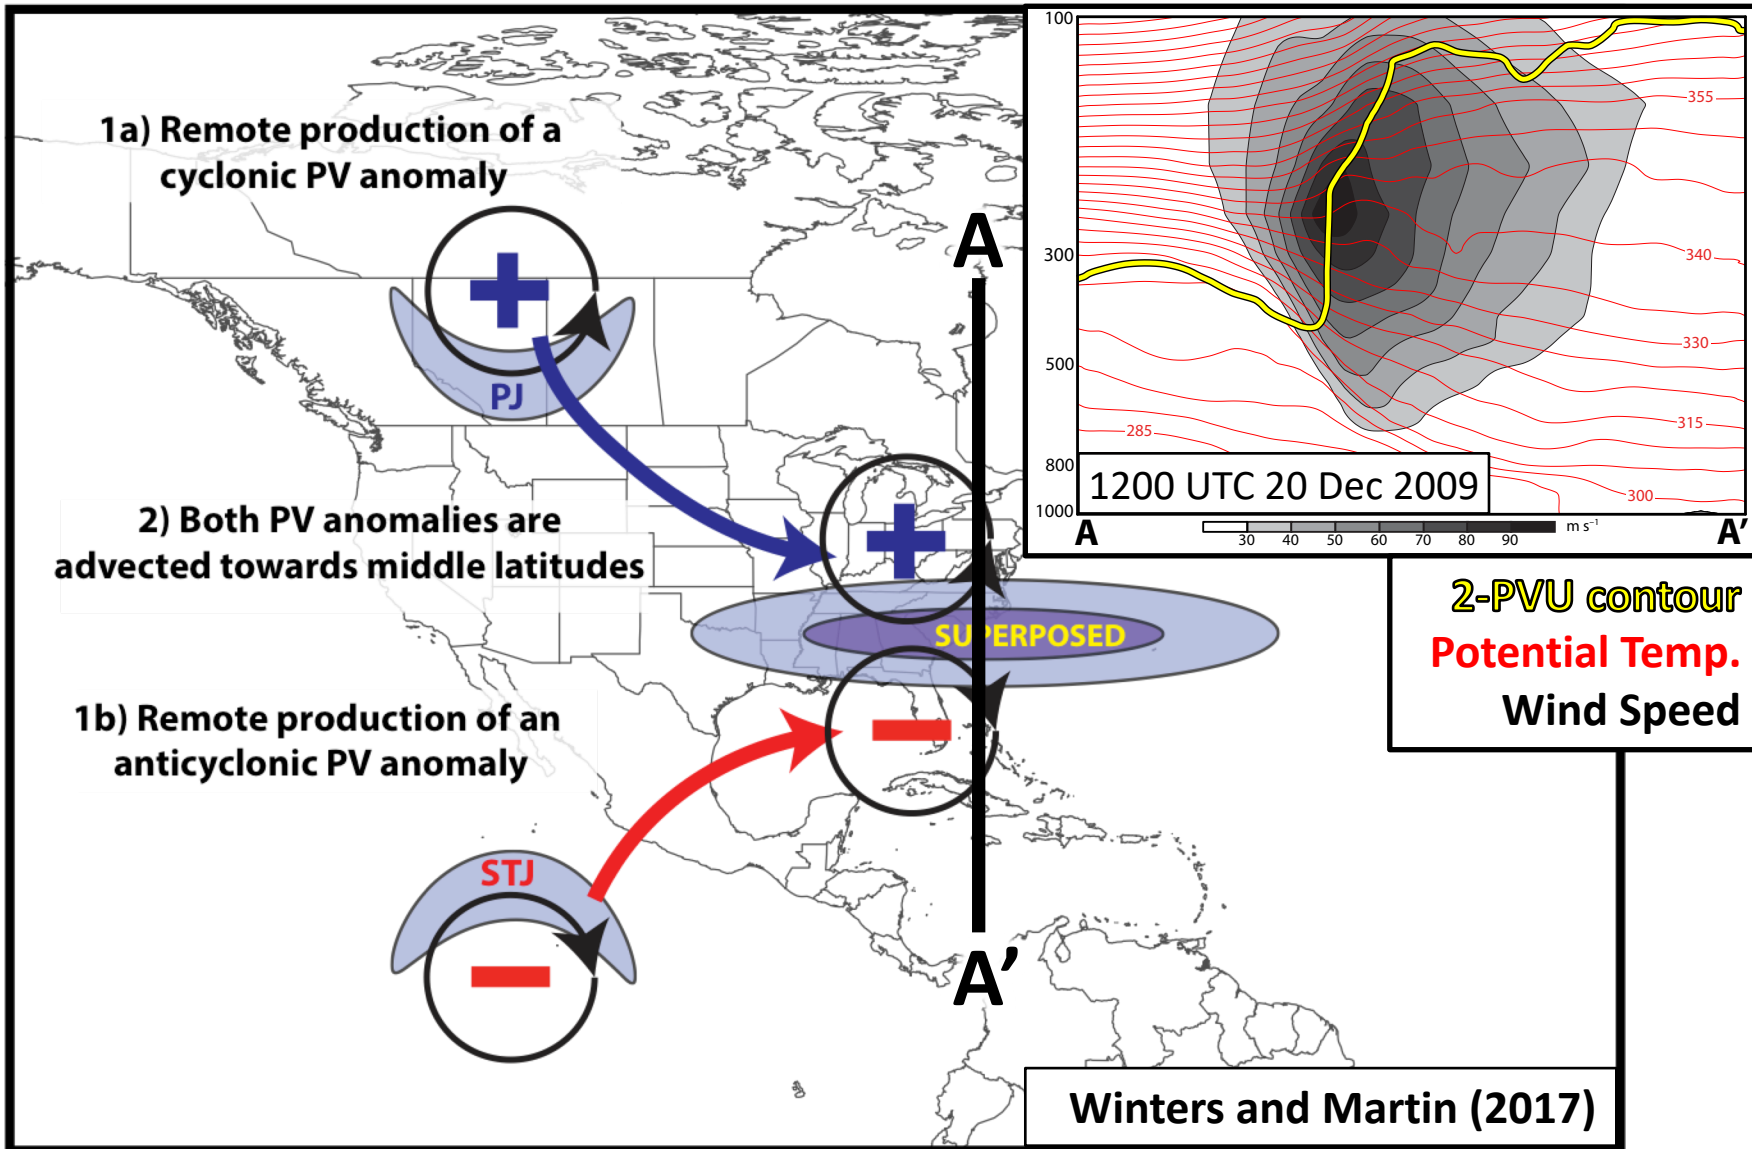 1a) Remote production of a
cyclonic PV anomaly
PJ
2) Both PV anomalies are
advected towards middle latitudes
SUPERPOSED
1b) Remote production of an
anticyclonic PV anomaly
STJ
A
A'
100
300
500
800
1000
355
340
330
315
300
285
1200 UTC 20 Dec 2009
A
A'
30 40 50 60 70 80 90 m s⁻¹
2-PVU contour
Potential Temp.
Wind Speed
Winters and Martin (2017)